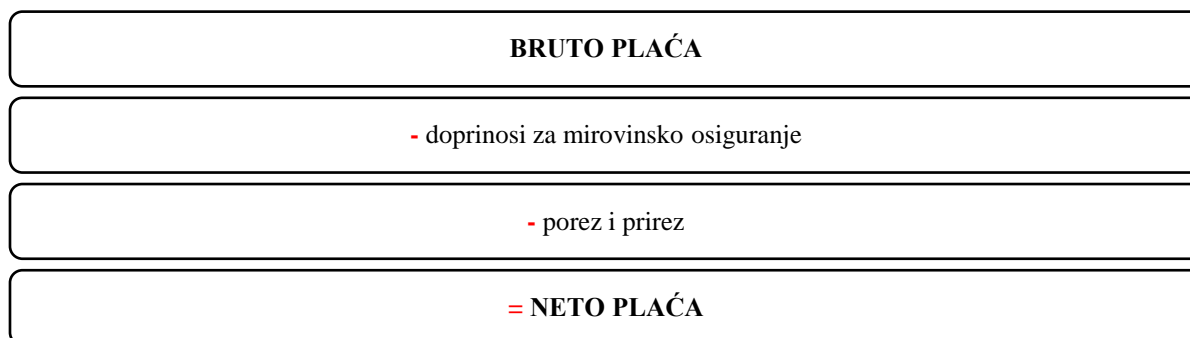 BRUTO PLAĆA
- doprinosi za mirovinsko osiguranje
- porez i prirez
= NETO PLAĆA